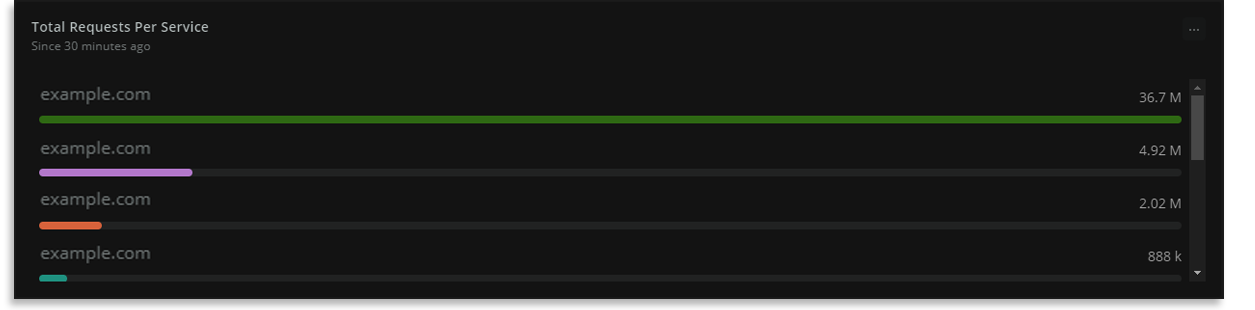 Total Requests Per Service
...
Since 30 minutes ago
example.com
36.7 M
example.com
4.92 M
example.com
2.02 M
example.com
888 k